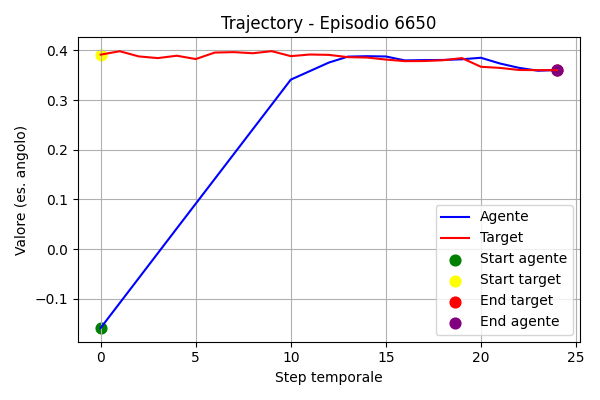 Trajectory - Episodio 6650
Valore (es. angolo)
0.4
0.3
0.2
0.1
0.0
−0.1
0
5
10
15
20
25
Step temporale
Agente
Target
Start agente
Start target
End target
End agente